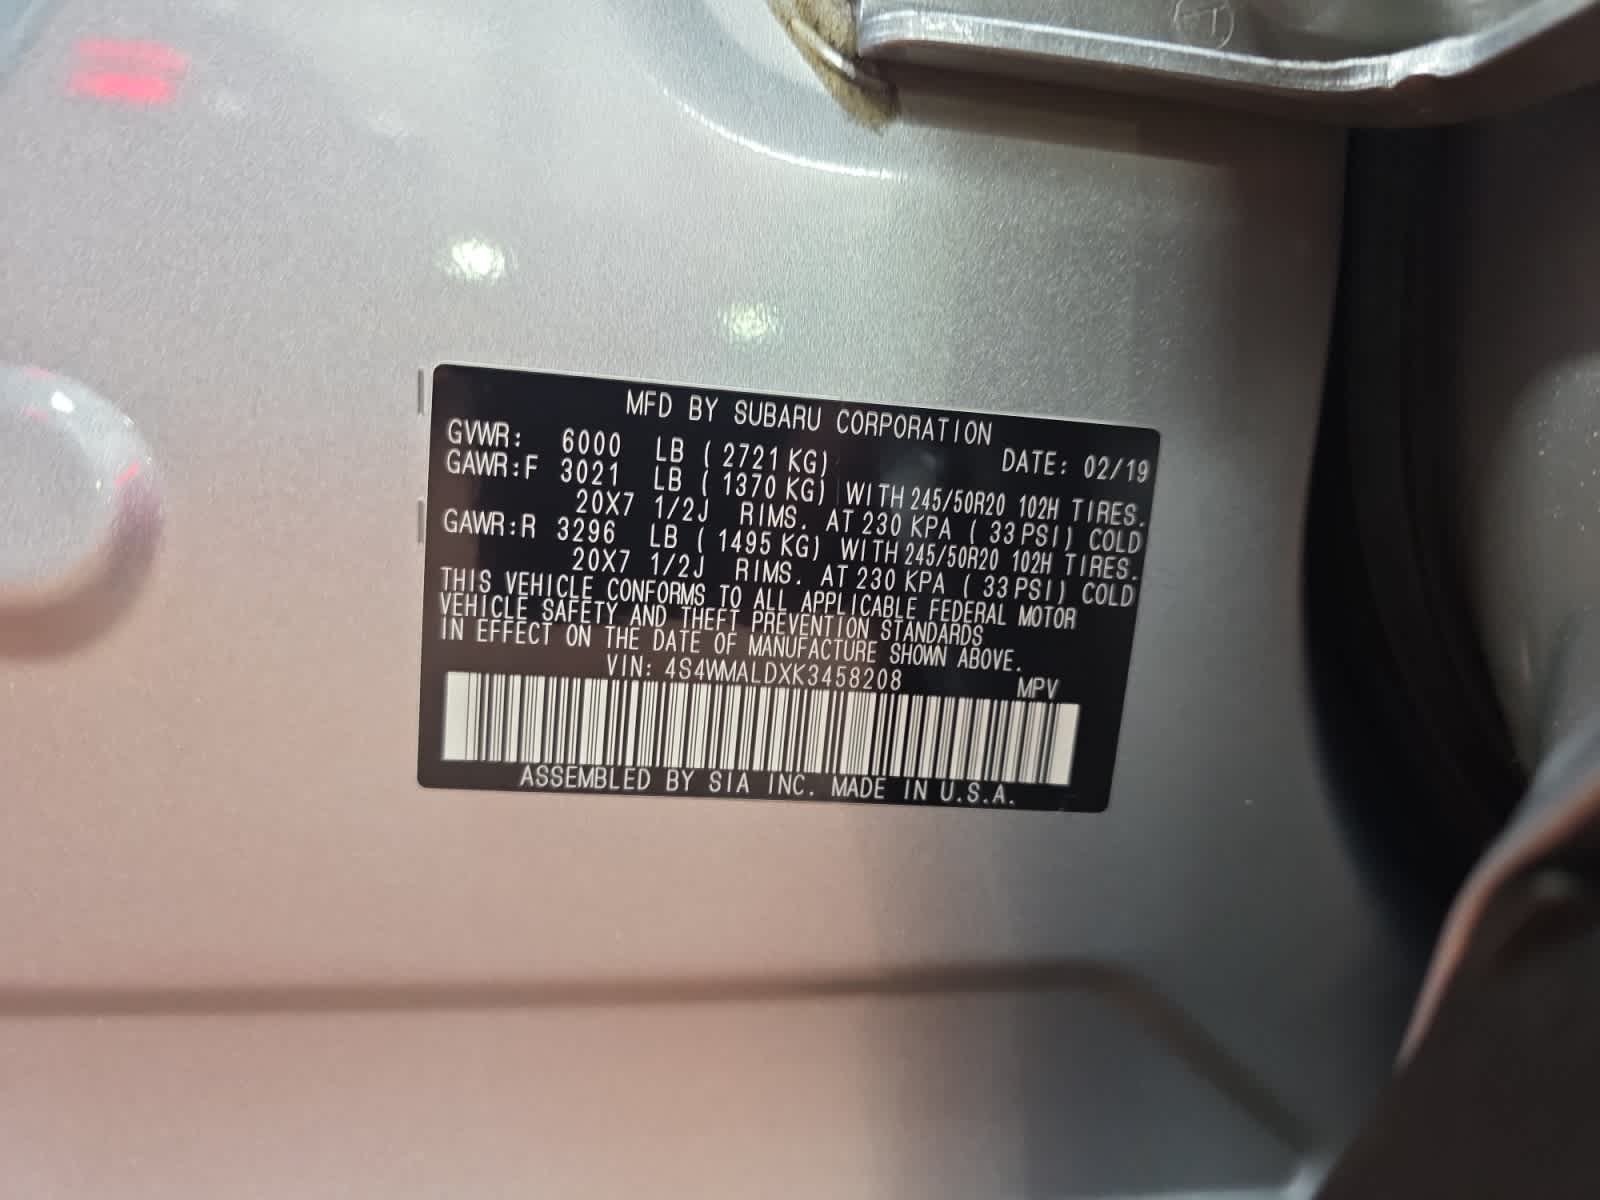 MFD BY SUBARU CORPORATION
GVWR: 6000 LB ( 2721 KG) DATE: 02/19
GAWR:F 3021 LB ( 1370 KG) WITH 245/50R20 102H TIRES.
20X7 1/2J RIMS. AT 230 KPA ( 33 PSI) COLD
GAWR:R 3296 LB ( 1495 KG) WITH 245/50R20 102H TIRES.
20X7 1/2J RIMS. AT 230 KPA ( 33 PSI) COLD
THIS VEHICLE CONFORMS TO ALL APPLICABLE FEDERAL MOTOR
VEHICLE SAFETY AND THEFT PREVENTION STANDARDS
IN EFFECT ON THE DATE OF MANUFACTURE SHOWN ABOVE.
VIN: 4S4WMALDXK3458208 MPV
ASSEMBLED BY SIA INC. MADE IN U.S.A.